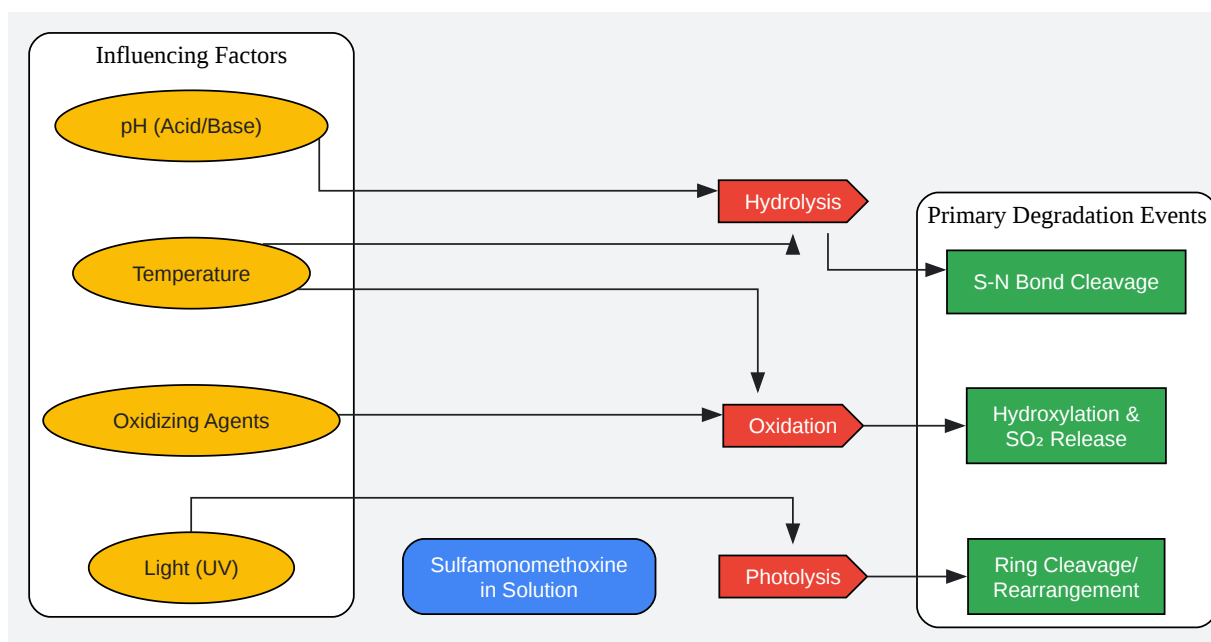 Influencing Factors
pH (Acid/Base)
Temperature
Oxidizing Agents
Light (UV)
Sulfamonomethoxine
in Solution
Hydrolysis
Oxidation
Photolysis
Primary Degradation Events
S-N Bond Cleavage
Hydroxylation &
SO₂ Release
Ring Cleavage/
Rearrangement